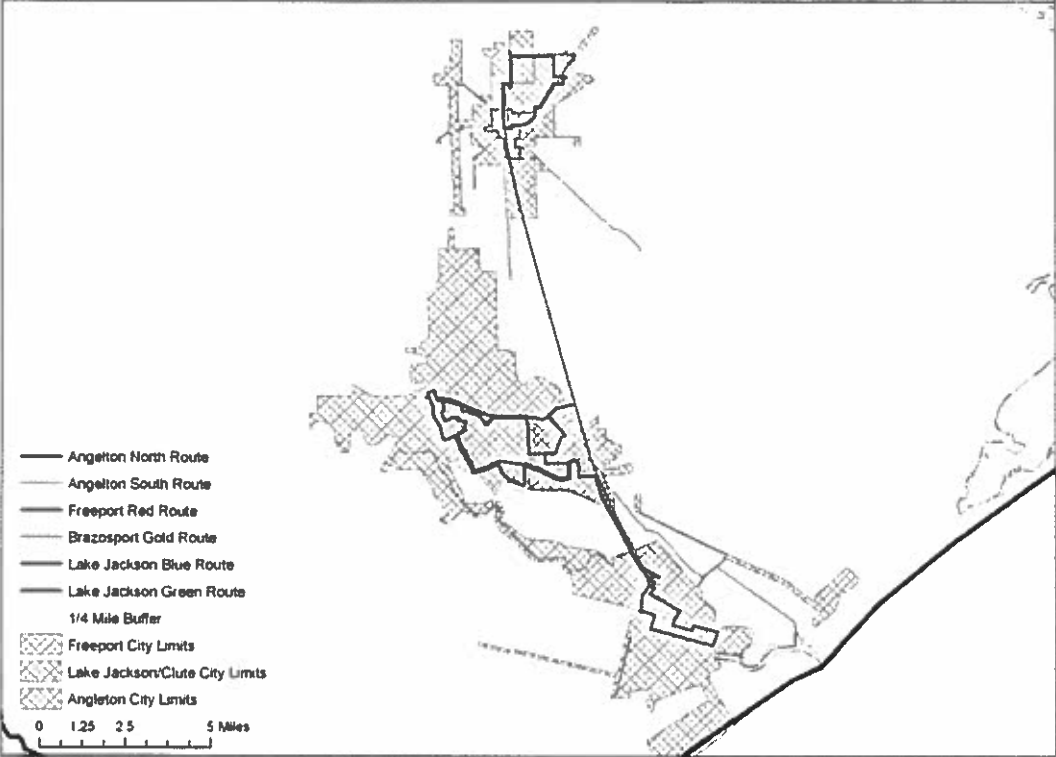 Angelton North Route
Angelton South Route
Freeport Red Route
Brazosport Gold Route
Lake Jackson Blue Route
Lake Jackson Green Route
1/4 Mile Buffer
Freeport City Limits
Lake Jackson/Clute City Limits
Angleton City Limits
0 1.25 2.5 5 Miles